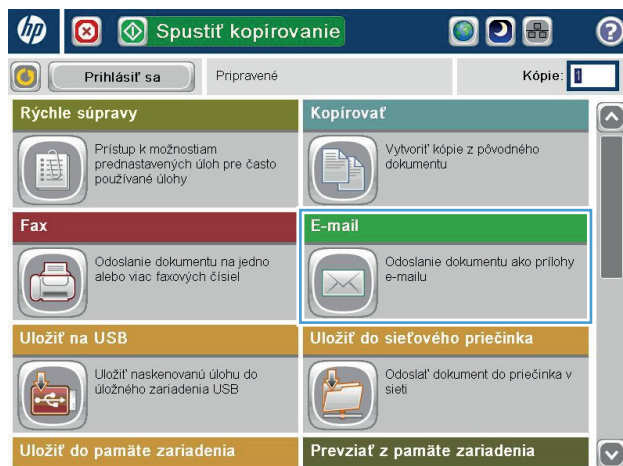 hp
Spustiť kopírovanie
?
Prihlásiť sa
Pripravené
Kópie: 1
Rýchle súpravy
Prístup k možnostiam
prednastavených úloh pre často
používané úlohy
Kopírovať
Vytvoriť kópie z pôvodného
dokumentu
Fax
Odoslanie dokumentu na jedno
alebo viac faxových čísiel
E-mail
Odoslanie dokumentu ako prílohy
e-mailu
Uložiť na USB
Uložiť naskenovanú úlohu do
úložného zariadenia USB
Uložiť do sieťového priečinka
Odoslať dokument do priečinka v
sieti
Uložiť do pamäte zariadenia
Prevziať z pamäte zariadenia